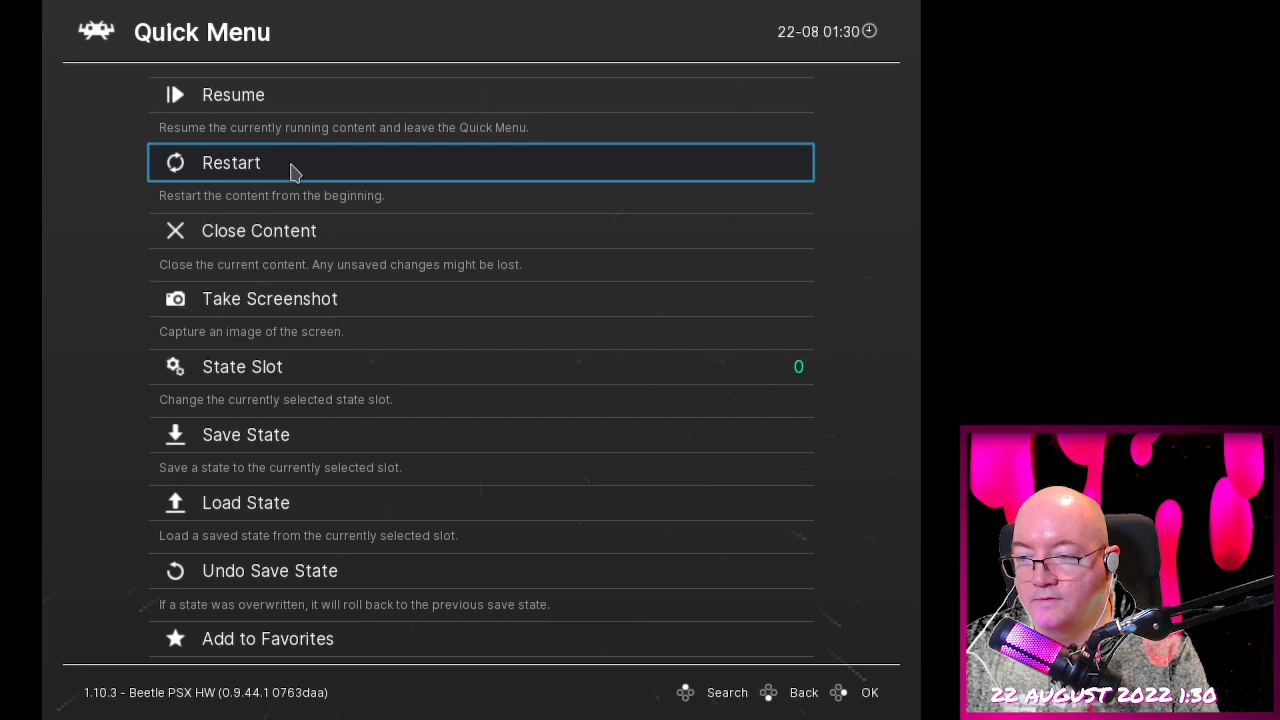 Quick Menu
22-08 01:30
Resume
Resume the currently running content and leave the Quick Menu.
Restart
Restart the content from the beginning.
Close Content
Close the current content. Any unsaved changes might be lost.
Take Screenshot
Capture an image of the screen.
State Slot 0
Change the currently selected state slot.
Save State
Save a state to the currently selected slot.
Load State
Load a saved state from the currently selected slot.
Undo Save State
If a state was overwritten, it will roll back to the previous save state.
Add to Favorites
1.10.3 - Beetle PSX HW (0.9.44.1 0763daa)
Search Back OK
22 AUGUST 2022 1:30